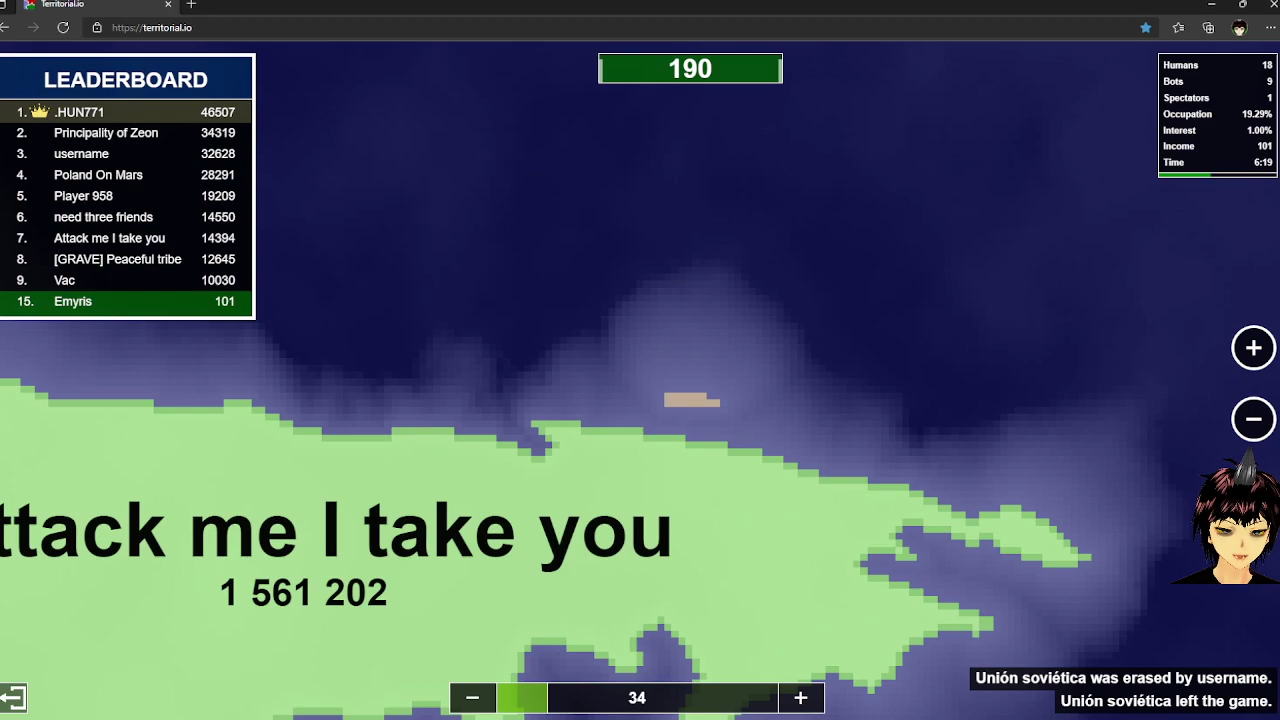 Territorial.io
https://territorial.io
LEADERBOARD
1. .HUN771 46507
2. Principality of Zeon 34319
3. username 32628
4. Poland On Mars 28291
5. Player 958 19209
6. need three friends 14550
7. Attack me I take you 14394
8. [GRAVE] Peaceful tribe 12645
9. Vac 10030
15. Emyris 101
190
Humans 18
Bots 9
Spectators 1
Occupation 19.29%
Interest 1.00%
Income 101
Time 6:19
ttack me I take you
1 561 202
34
Unión soviética was erased by username.
Unión soviética left the game.